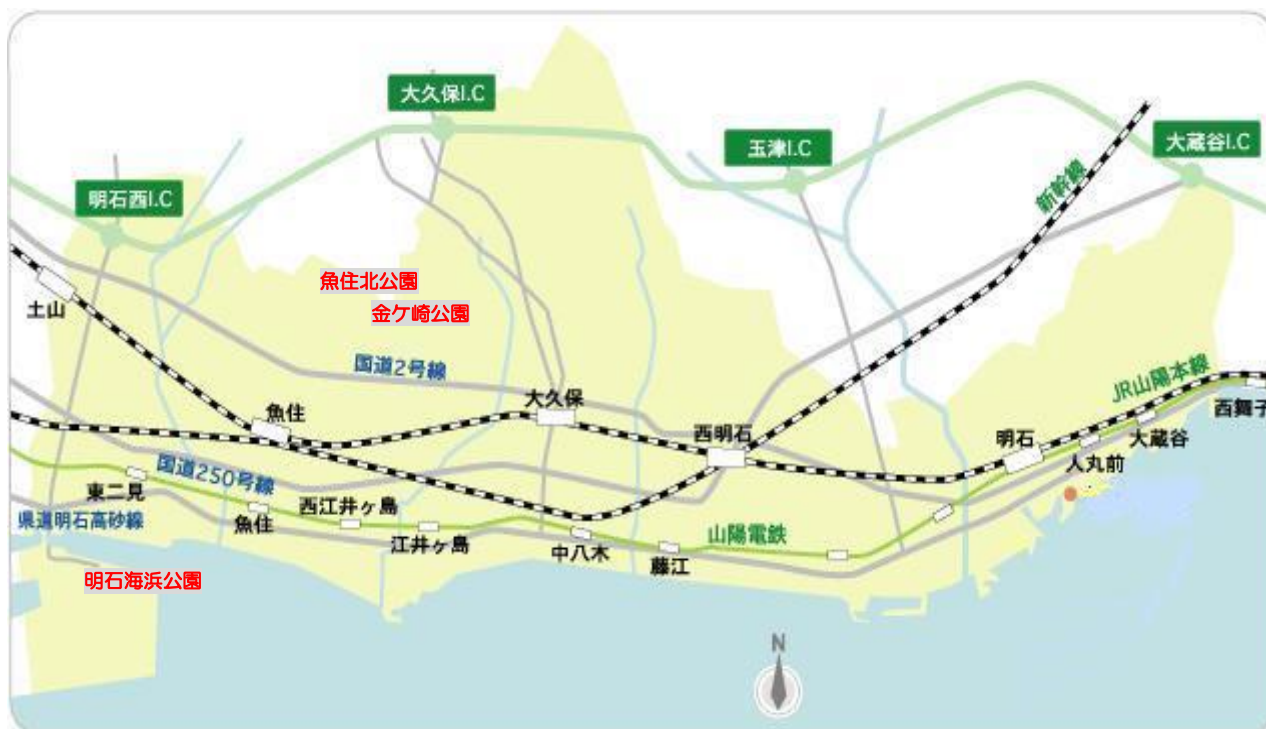 大久保I.C
玉津I.C
大蔵谷I.C
明石西I.C
新幹線
魚住北公園
金ケ崎公園
土山
国道2号線
大久保
魚住
西明石
明石
JR山陽本線
西舞子
大蔵谷
人丸前
国道250号線
東二見
魚住
西江井ヶ島
江井ヶ島
県道明石高砂線
中八木
藤江
山陽電鉄
明石海浜公園
N